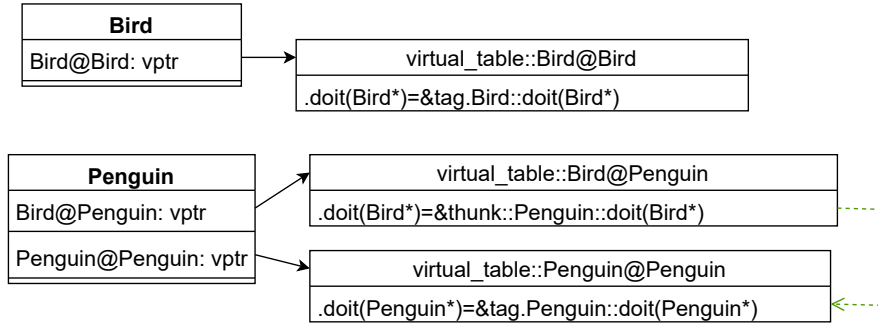 Bird
Bird@Bird: vptr
virtual_table::Bird@Bird
.doit(Bird*)=&tag.Bird::doit(Bird*)
Penguin
Bird@Penguin: vptr
Penguin@Penguin: vptr
virtual_table::Bird@Penguin
.doit(Bird*)=&thunk::Penguin::doit(Bird*)
virtual_table::Penguin@Penguin
.doit(Penguin*)=&tag.Penguin::doit(Penguin*)